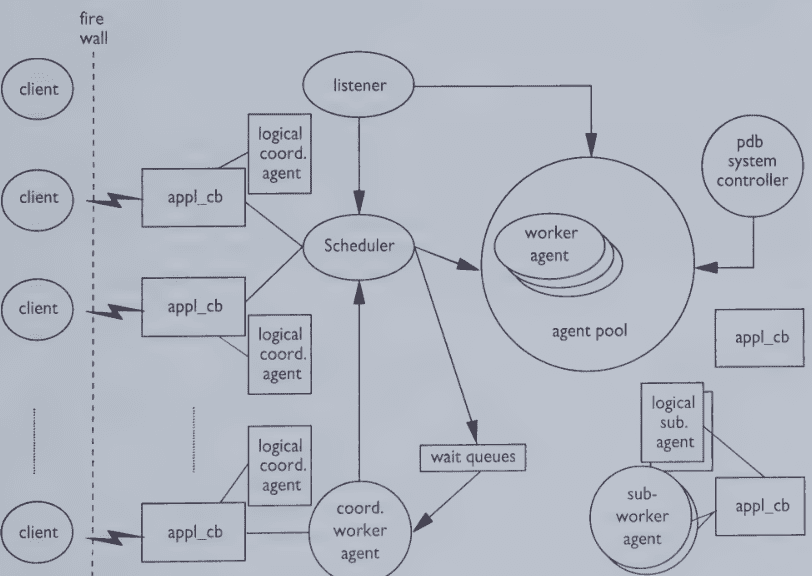 fire
wall
client
listener
logical
coord.
agent
pdb
system
controller
client
appl_cb
Scheduler
worker
agent
client
appl_cb
agent pool
appl_cb
logical
coord.
agent
logical
sub.
agent
logical
coord.
agent
wait queues
client
appl_cb
coord.
worker
agent
sub-
worker
agent
appl_cb